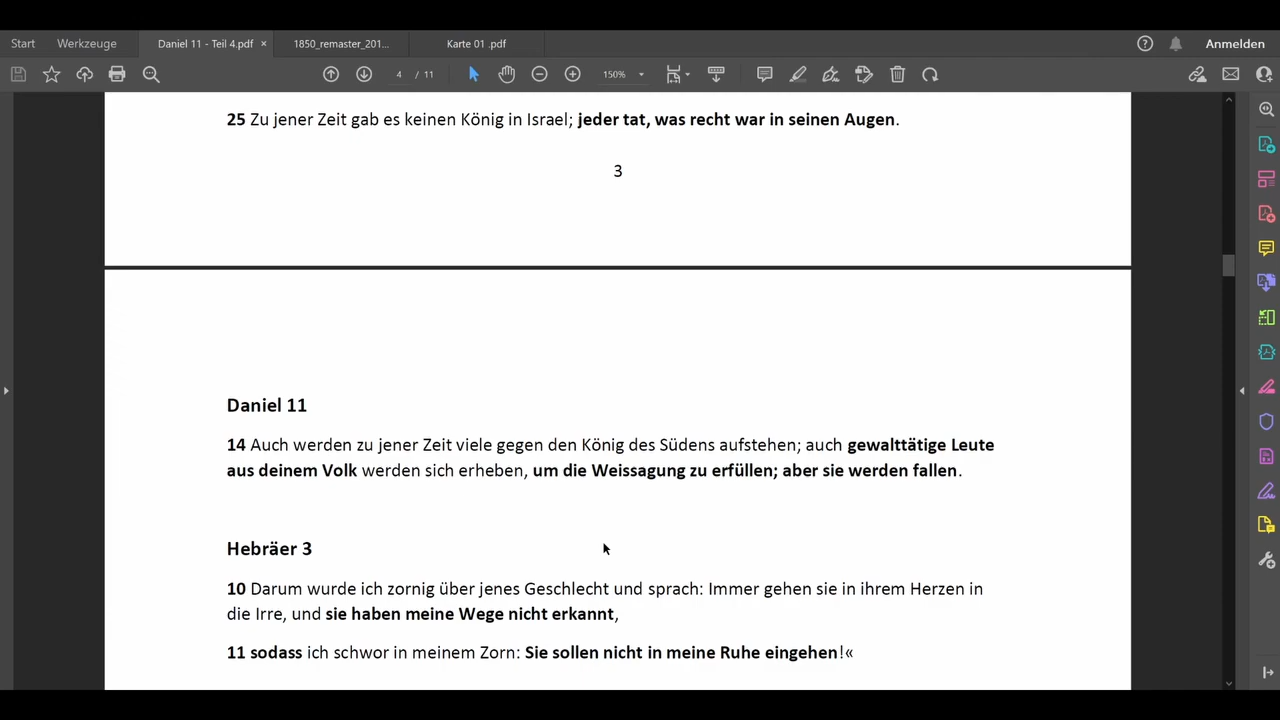 Start Werkzeuge Daniel 11 - Teil 4.pdf × 1850_remaster_201... Karte 01 .pdf Anmelden
4 / 11 150%
25 Zu jener Zeit gab es keinen König in Israel; jeder tat, was recht war in seinen Augen.
3
Daniel 11
14 Auch werden zu jener Zeit viele gegen den König des Südens aufstehen; auch gewalttätige Leute
aus deinem Volk werden sich erheben, um die Weissagung zu erfüllen; aber sie werden fallen.
Hebräer 3
10 Darum wurde ich zornig über jenes Geschlecht und sprach: Immer gehen sie in ihrem Herzen in
die Irre, und sie haben meine Wege nicht erkannt,
11 sodass ich schwor in meinem Zorn: Sie sollen nicht in meine Ruhe eingehen!«